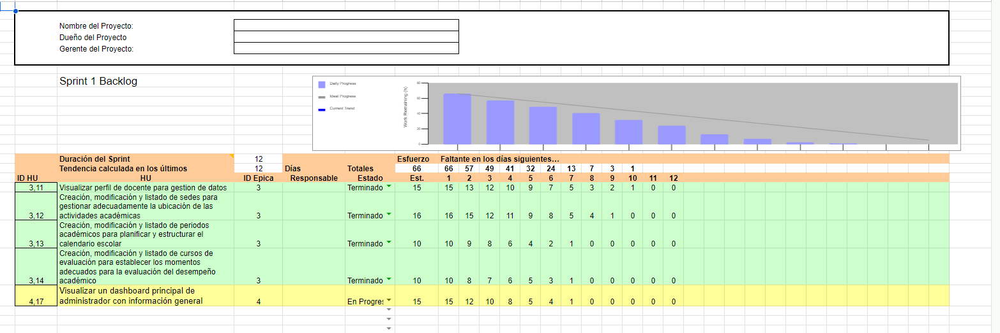 Nombre del Proyecto:
Dueño del Proyecto
Gerente del Proyecto:
Sprint 1 Backlog
Daily Progress
Ideal Progress
Current Trend
Work Remaining (h)
80
60
40
20
0
Duración del Sprint 12 Esfuerzo Faltante en los días siguientes...
Tendencia calculada en los últimos 12 Días Totales 66 66 57 49 41 32 24 13 7 3 1
ID HU HU ID Epica Responsable Estado Est. 1 2 3 4 5 6 7 8 9 10 11 12
3,11 Visualizar perfil de docente para gestion de datos 3 Terminado 15 15 13 12 10 9 7 5 3 2 1 0 0
Creación, modificación y listado de sedes para
gestionar adecuadamente la ubicación de las
3,12 actividades académicas 3 Terminado 16 16 15 12 11 9 8 5 4 1 0 0 0
Creación, modificación y listado de periodos
académicos para planificar y estructurar el
3,13 calendario escolar 3 Terminado 10 10 9 8 6 4 2 1 0 0 0 0 0
Creación, modificación y listado de cursos de
evaluación para establecer los momentos
adecuados para la evaluación del desempeño
3,14 académico 3 Terminado 10 10 8 7 6 5 3 1 0 0 0 0 0
Visualizar un dashboard principal de
4,17 administrador con información general 4 En Progres 15 15 12 10 8 5 4 1 0 0 0 0 0